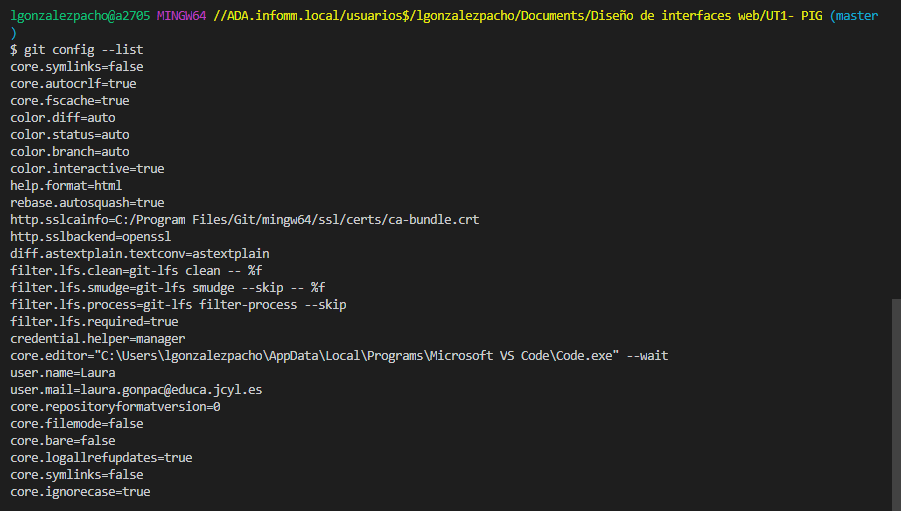 lgonzalezpacho@a2705 MINGW64 //ADA.infomm.local/usuarios$/lgonzalezpacho/Documents/Diseño de interfaces web/UT1- PIG (master
)
$ git config --list
core.symlinks=false
core.autocrlf=true
core.fscache=true
color.diff=auto
color.status=auto
color.branch=auto
color.interactive=true
help.format=html
rebase.autosquash=true
http.sslcainfo=C:/Program Files/Git/mingw64/ssl/certs/ca-bundle.crt
http.sslbackend=openssl
diff.astextplain.textconv=astextplain
filter.lfs.clean=git-lfs clean -- %f
filter.lfs.smudge=git-lfs smudge --skip -- %f
filter.lfs.process=git-lfs filter-process --skip
filter.lfs.required=true
credential.helper=manager
core.editor="C:\Users\lgonzalezpacho\AppData\Local\Programs\Microsoft VS Code\Code.exe" --wait
user.name=Laura
user.mail=laura.gonpac@educa.jcyl.es
core.repositoryformatversion=0
core.filemode=false
core.bare=false
core.logallrefupdates=true
core.symlinks=false
core.ignorecase=true